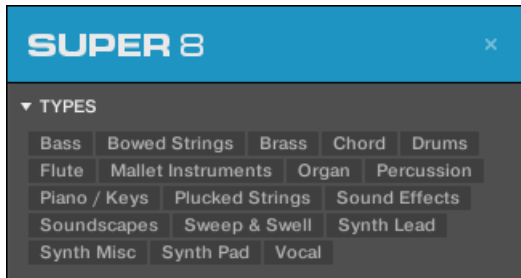 SUPER 8 ×
▼ TYPES
Bass Bowed Strings Brass Chord Drums
Flute Mallet Instruments Organ Percussion
Piano / Keys Plucked Strings Sound Effects
Soundscapes Sweep & Swell Synth Lead
Synth Misc Synth Pad Vocal